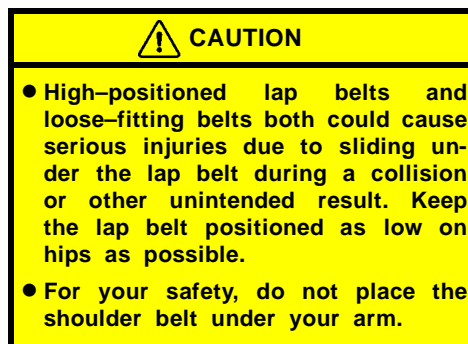 CAUTION
● High–positioned lap belts and
loose–fitting belts both could cause
serious injuries due to sliding un-
der the lap belt during a collision
or other unintended result. Keep
the lap belt positioned as low on
hips as possible.
● For your safety, do not place the
shoulder belt under your arm.